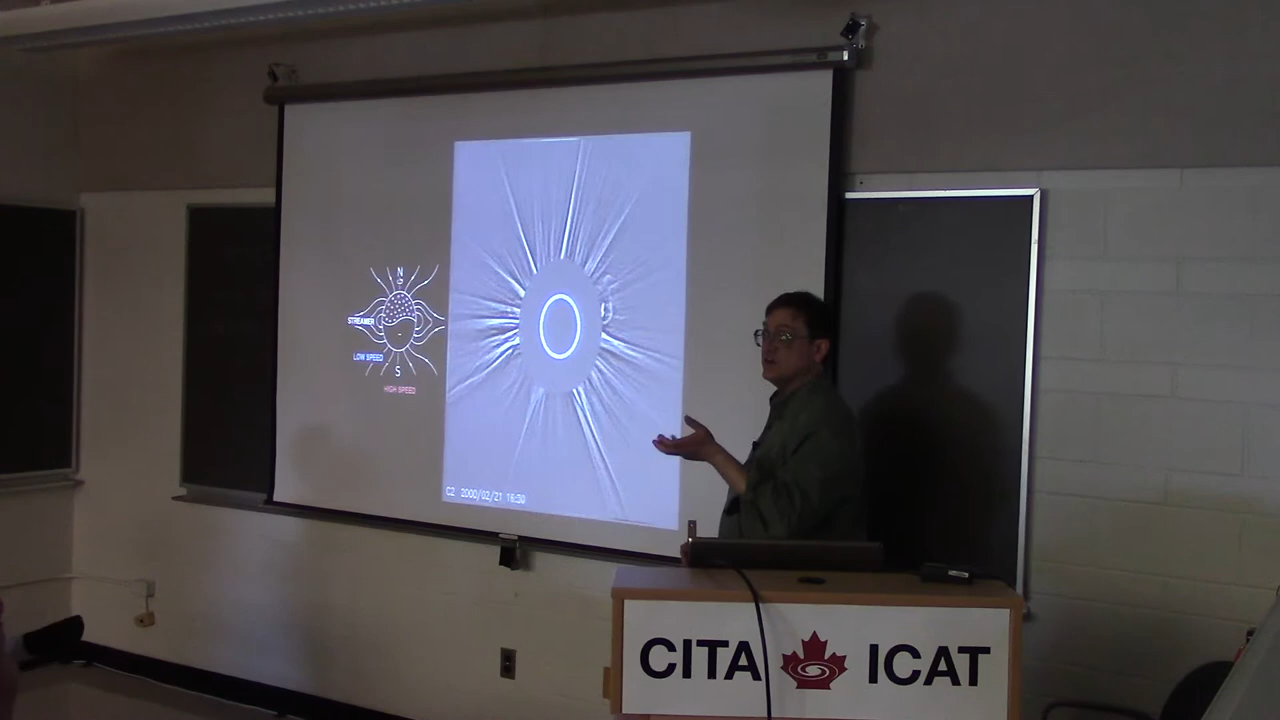 N
STREAMER
LOW SPEED
S
HIGH SPEED
C2 2000/02/21 16:30
CITA ICAT